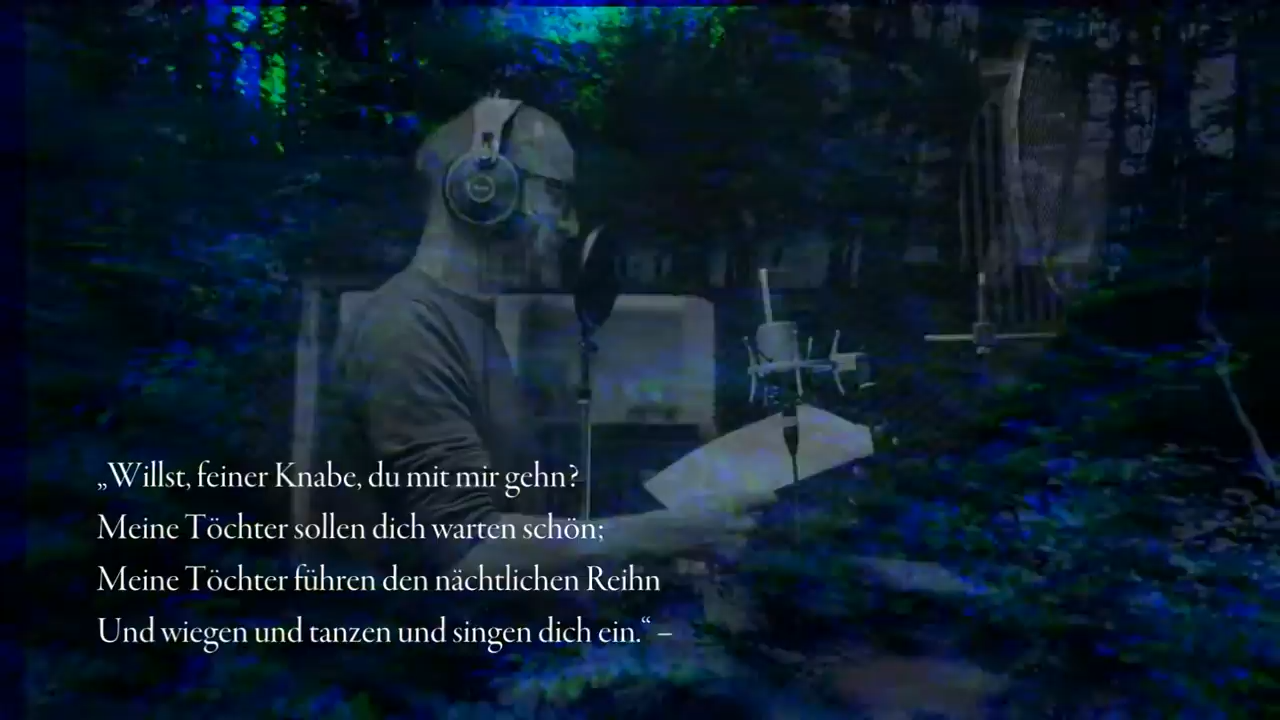 „Willst, feiner Knabe, du mit mir gehn?
Meine Töchter sollen dich warten schön;
Meine Töchter führen den nächtlichen Reihn
Und wiegen und tanzen und singen dich ein.“ –